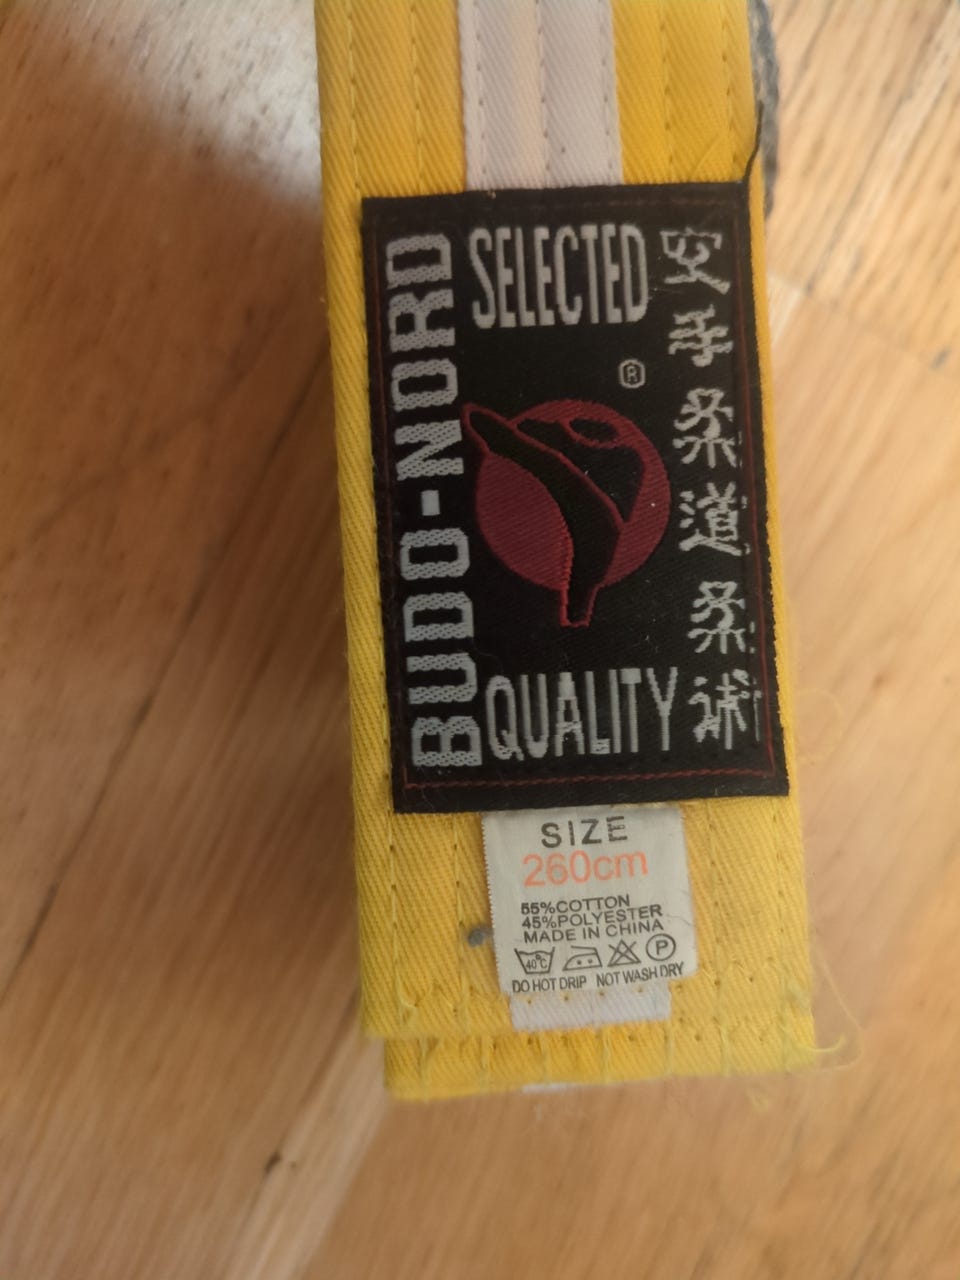 BUDO-NORD
SELECTED
®
QUALITY
空手柔道柔術
SIZE
260cm
55%COTTON
45%POLYESTER
MADE IN CHINA
40°C P
DO HOT DRIP NOT WASH DRY